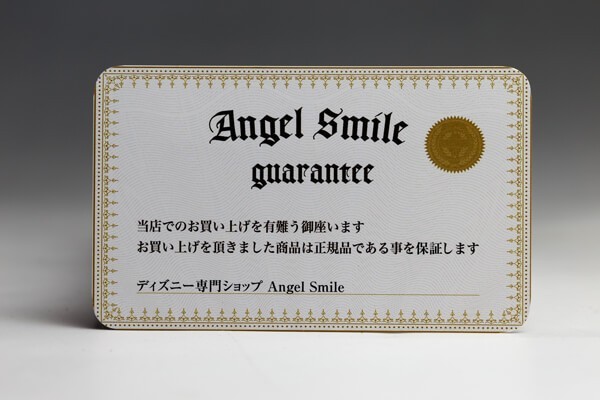 Angel Smile
guarantee
当店でのお買い上げを有難う御座います
お買い上げを頂きました商品は正規品である事を保証します
ディズニー専門ショップ Angel Smile